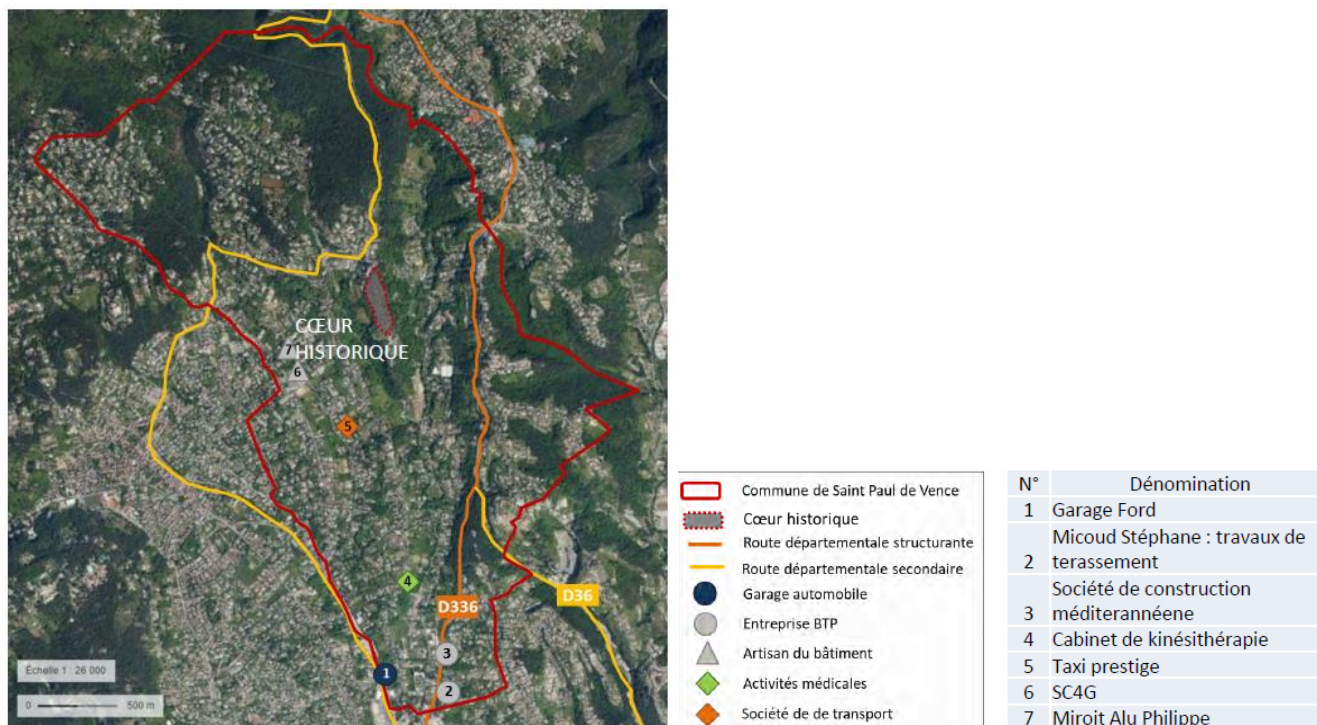 CŒUR
7
HISTORIQUE
6
5
4
D336
D36
3
1
2
Échelle 1 : 26 000
0 500 m
Commune de Saint Paul de Vence
Cœur historique
Route départementale structurante
Route départementale secondaire
Garage automobile
Entreprise BTP
Artisan du bâtiment
Activités médicales
Société de de transport
N° Dénomination
1 Garage Ford
Micoud Stéphane : travaux de
2 terassement
Société de construction
3 méditerannéene
4 Cabinet de kinésithérapie
5 Taxi prestige
6 SC4G
7 Miroit Alu Philippe